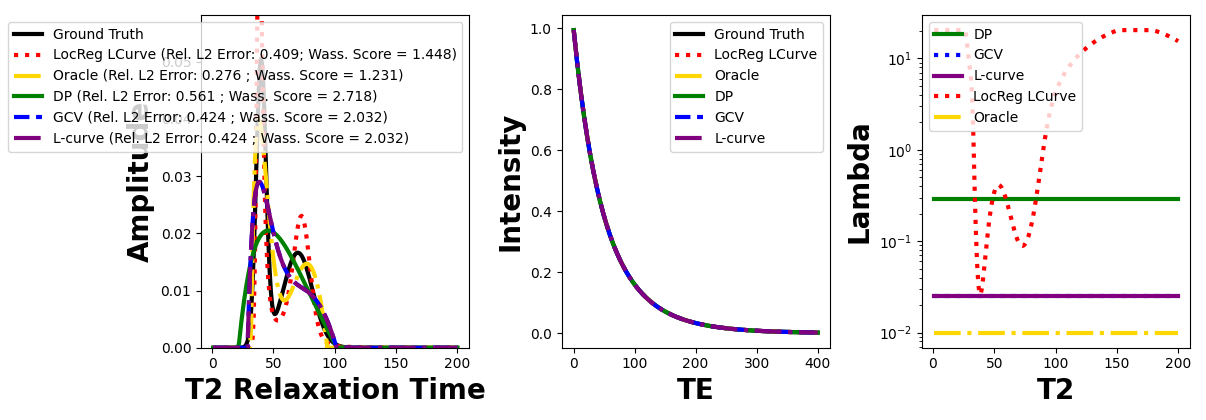 Ground Truth
LocReg LCurve (Rel. L2 Error: 0.409; Wass. Score = 1.448)
Oracle (Rel. L2 Error: 0.276 ; Wass. Score = 1.231)
DP (Rel. L2 Error: 0.561 ; Wass. Score = 2.718)
GCV (Rel. L2 Error: 0.424 ; Wass. Score = 2.032)
L-curve (Rel. L2 Error: 0.424 ; Wass. Score = 2.032)
Amplitude
0.05
0.03
0.02
0.01
0.00
0 50 100 150 200
T2 Relaxation Time
Ground Truth
LocReg LCurve
Oracle
DP
GCV
L-curve
Intensity
1.0
0.8
0.6
0.4
0.2
0.0
0 100 200 300 400
TE
DP
GCV
L-curve
LocReg LCurve
Oracle
Lambda
10¹
10⁰
10⁻¹
10⁻²
0 50 100 150 200
T2